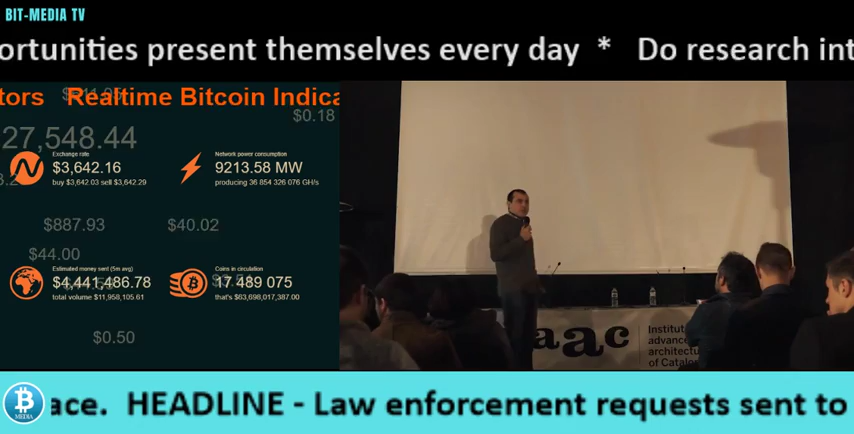 BIT-MEDIA TV
ortunities present themselves every day * Do research int
tors Realtime Bitcoin Indica
$0.18
27,548.44
Exchange rate
$3,642.16
buy $3,642.03 sell $3,642.29
Network power consumption
9213.58 MW
producing 36 854 326 076 GH/s
$887.93
$40.02
$44.00
Estimated money sent (5m avg)
$4,441,486.78
total volume $11,958,105.61
Coins in circulation
17 489 075
that's $63,698,017,387.00
$0.50
aac
Institut
advance
architectu
of Catalo
BITCOIN
MEDIA
ace. HEADLINE - Law enforcement requests sent to